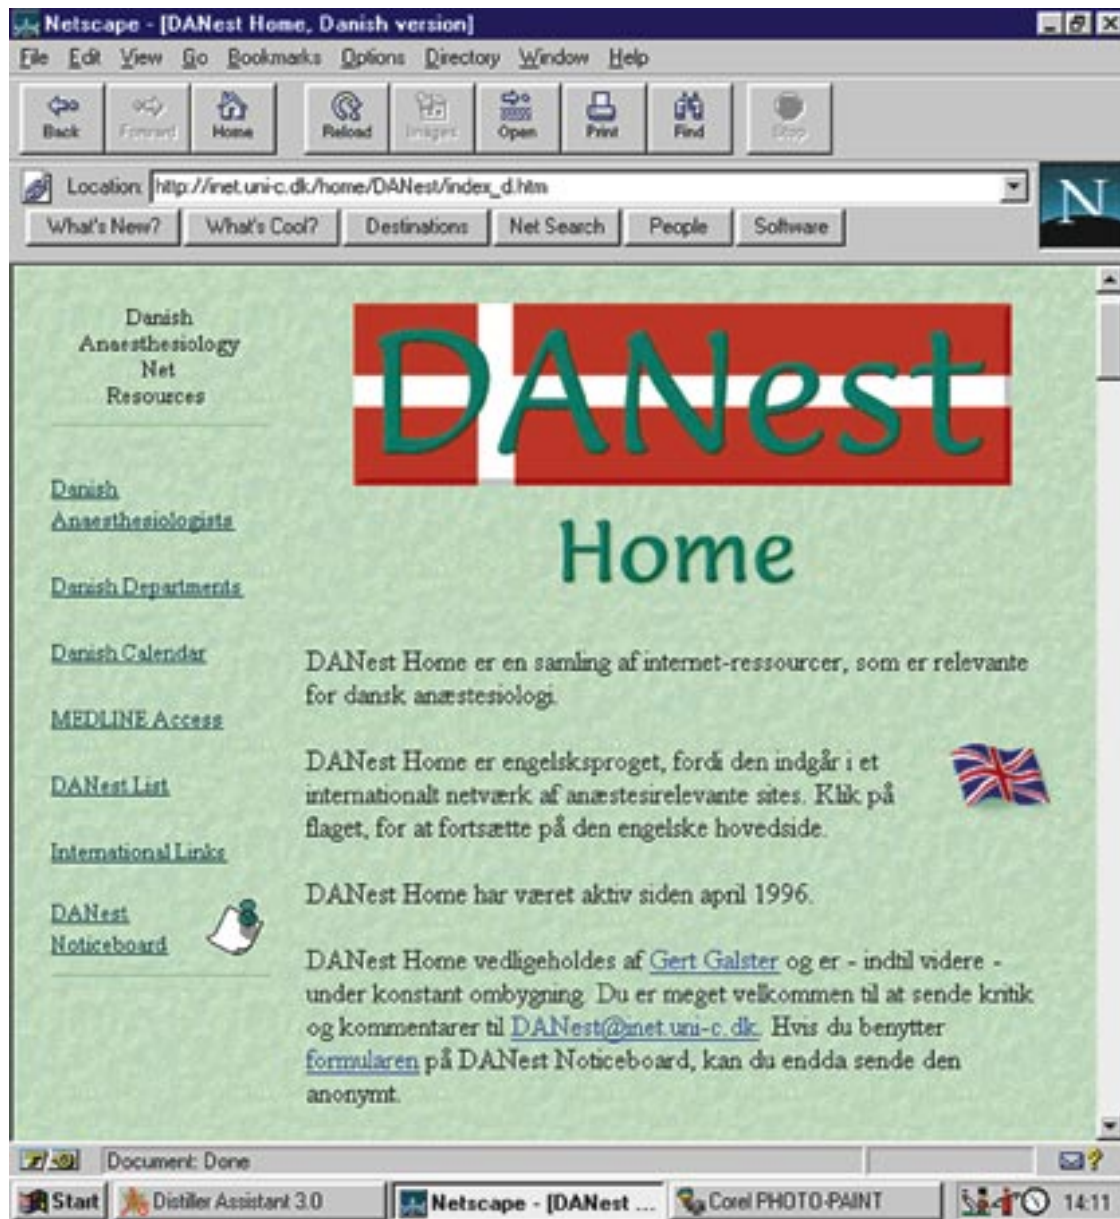 Netscape - [DANest Home, Danish version]
File Edit View Go Bookmarks Options Directory Window Help
Back Forward Home Reload Images Open Print Find Stop
Location: http://inet.uni-c.dk/home/DANest/index_d.htm
N
What's New? What's Cool? Destinations Net Search People Software
Danish
Anaesthesiology
Net
Resources
Danish
Anaesthesiologists
Danish Departments
Danish Calendar
MEDLINE Access
DANest List
International Links
DANest
Noticeboard
DANest
Home
DANest Home er en samling af internet-ressourcer, som er relevante
for dansk anæstesiologi.
DANest Home er engelsksproget, fordi den indgår i et
internationalt netværk af anæstesirelevante sites. Klik på
flaget, for at fortsætte på den engelske hovedside.
DANest Home har været aktiv siden april 1996.
DANest Home vedligeholdes af Gert Galster og er - indtil videre -
under konstant ombygning. Du er meget velkommen til at sende kritik
og kommentarer til DANest@inet.uni-c.dk. Hvis du benytter
formularen på DANest Noticeboard, kan du endda sende den
anonymt.
Document: Done
Start Distiller Assistant 3.0 Netscape - [DANest ... Corel PHOTO-PAINT 14:11